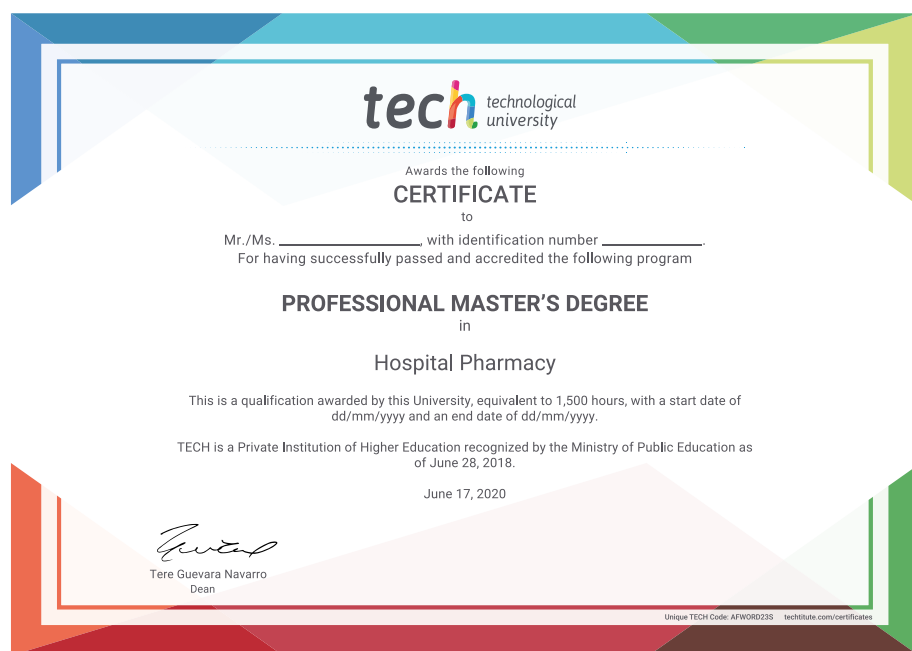 tech technological
university
Awards the following
CERTIFICATE
to
Mr./Ms. ____________________, with identification number ______________.
For having successfully passed and accredited the following program
PROFESSIONAL MASTER'S DEGREE
in
Hospital Pharmacy
This is a qualification awarded by this University, equivalent to 1,500 hours, with a start date of
dd/mm/yyyy and an end date of dd/mm/yyyy.
TECH is a Private Institution of Higher Education recognized by the Ministry of Public Education as
of June 28, 2018.
June 17, 2020
Tere Guevara Navarro
Dean
Unique TECH Code: AFWORD23S techtitute.com/certificates